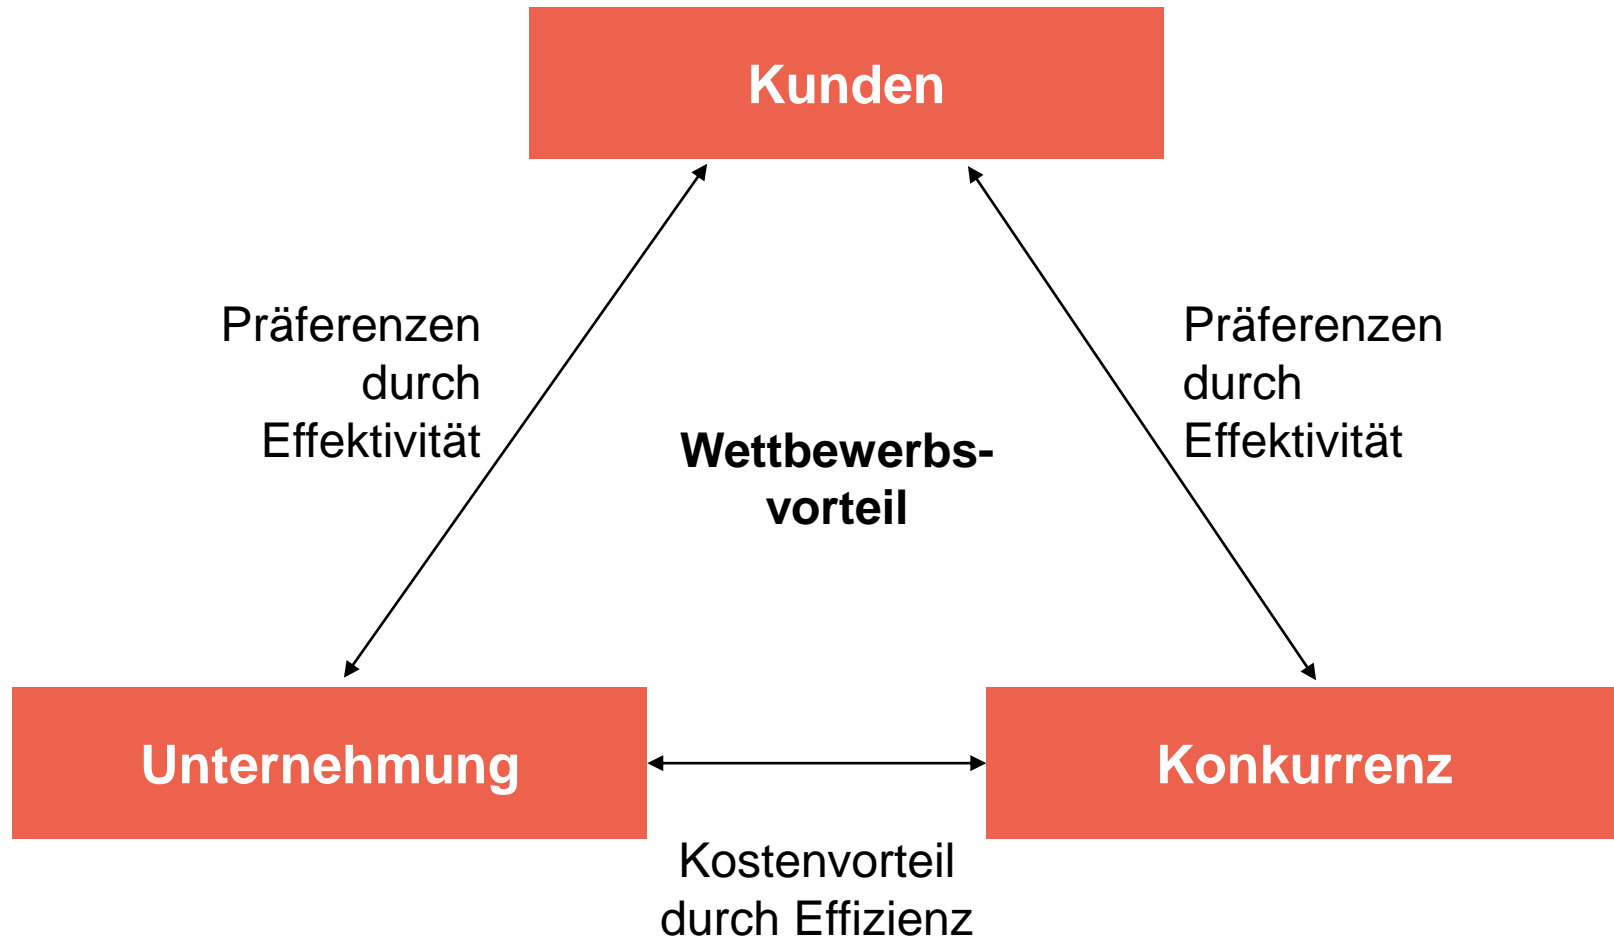 Kunden
Präferenzen
durch
Effektivität
Präferenzen
durch
Effektivität
Wettbewerbs-
vorteil
Unternehmung
Konkurrenz
Kostenvorteil
durch Effizienz